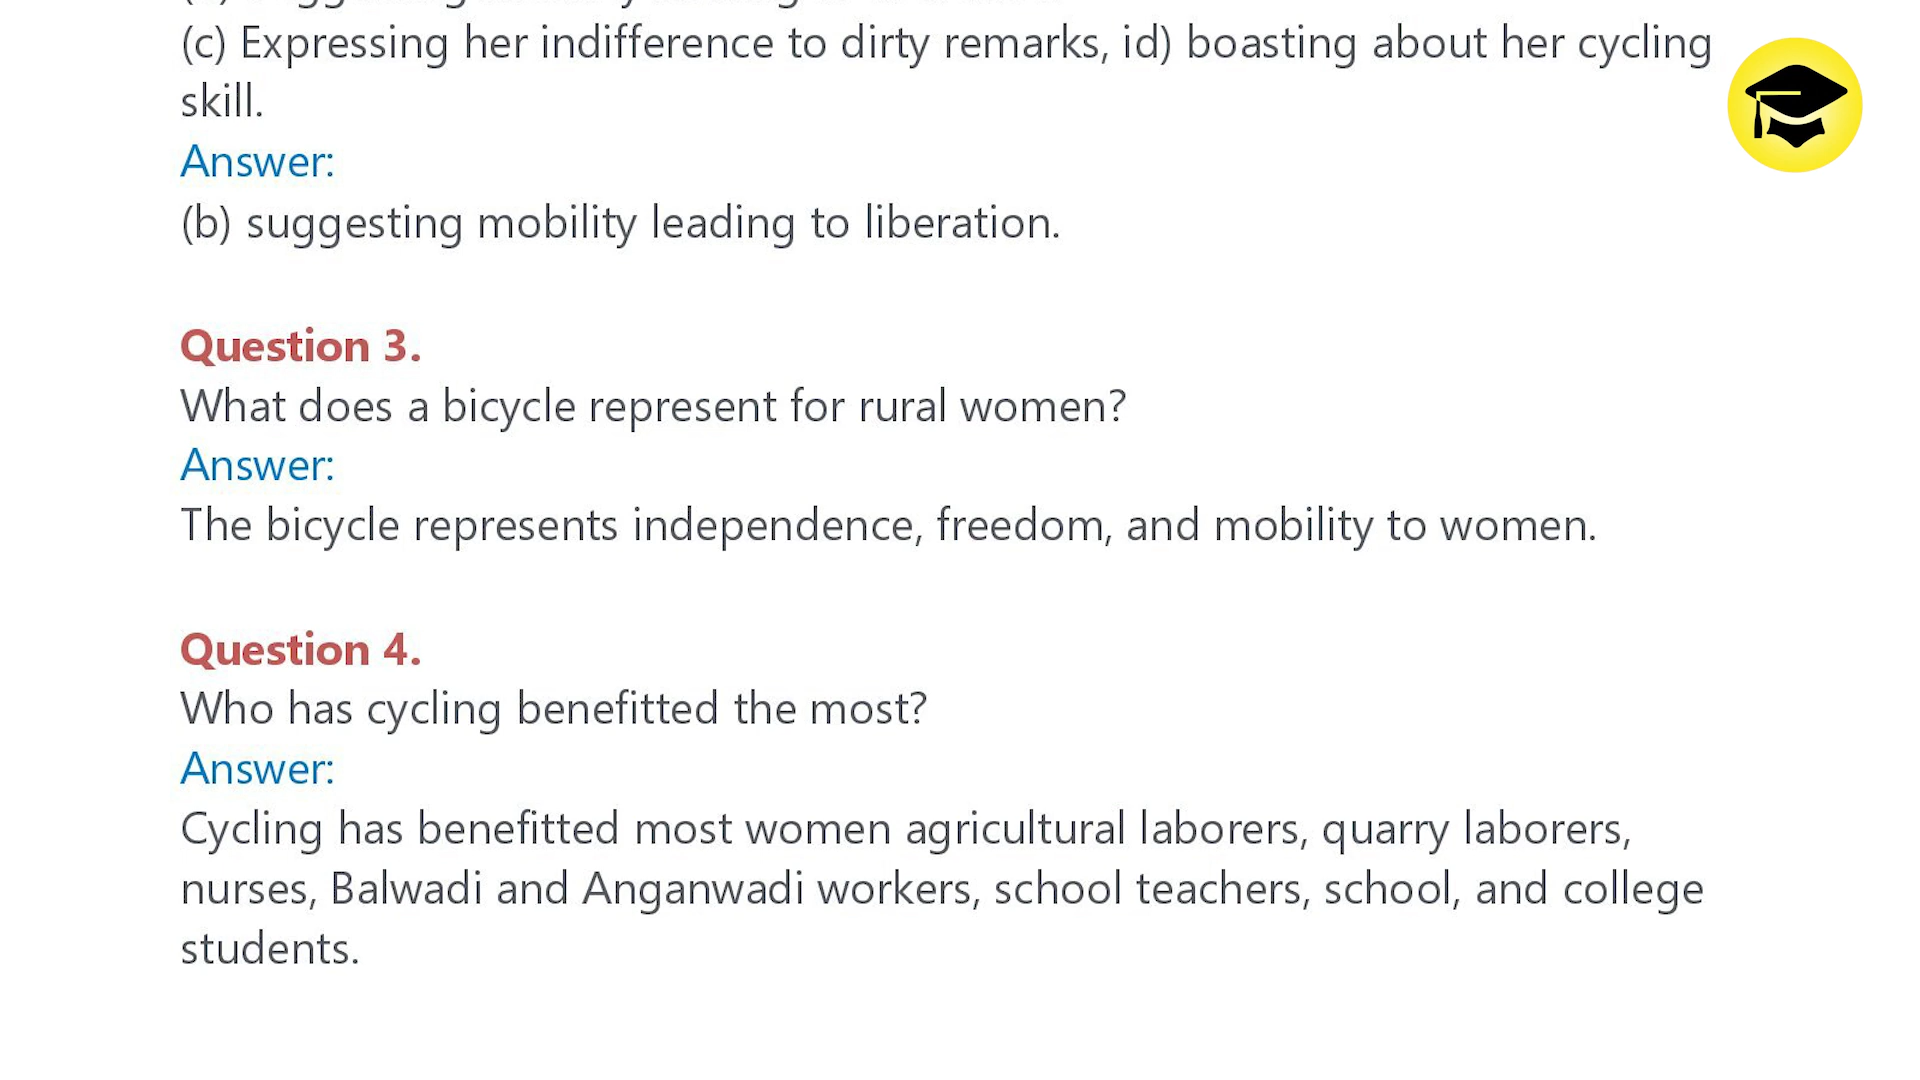 (c) Expressing her indifference to dirty remarks, id) boasting about her cycling
skill.
Answer:
(b) suggesting mobility leading to liberation.
Question 3.
What does a bicycle represent for rural women?
Answer:
The bicycle represents independence, freedom, and mobility to women.
Question 4.
Who has cycling benefitted the most?
Answer:
Cycling has benefitted most women agricultural laborers, quarry laborers,
nurses, Balwadi and Anganwadi workers, school teachers, school, and college
students.